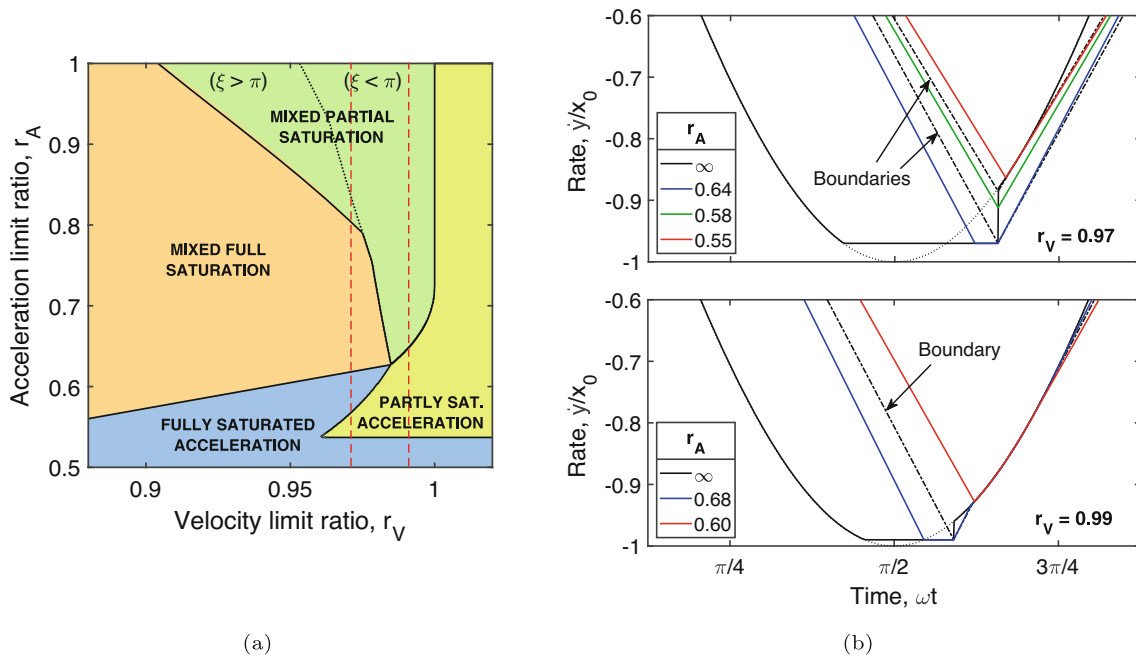 1
0.9
0.8
0.7
0.6
0.5
Acceleration limit ratio, r_A
(ξ > π)
(ξ < π)
MIXED PARTIAL
SATURATION
MIXED FULL
SATURATION
PARTLY SAT.
ACCELERATION
FULLY SATURATED
ACCELERATION
0.9
0.95
1
Velocity limit ratio, r_V
(a)
-0.6
-0.7
-0.8
-0.9
-1
Rate, ẏ/x_0
r_A
∞
0.64
0.58
0.55
Boundaries
r_V = 0.97
-0.6
-0.7
-0.8
-0.9
-1
Rate, ẏ/x_0
r_A
∞
0.68
0.60
Boundary
r_V = 0.99
π/4
π/2
3π/4
Time, ωt
(b)